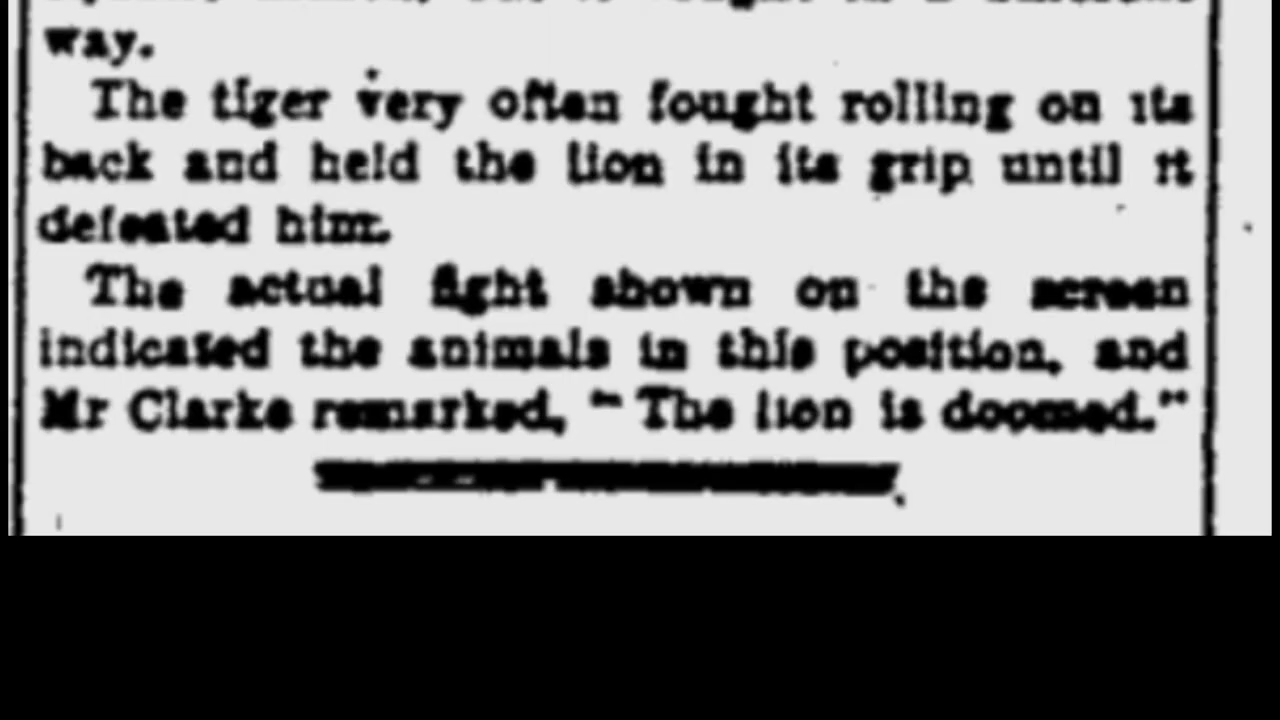 way.
The tiger very often fought rolling on its
back and held the lion in its grip until it
defeated him.
The actual fight shown on the screen
indicated the animals in this position, and
Mr Clarke remarked, "The lion is doomed."